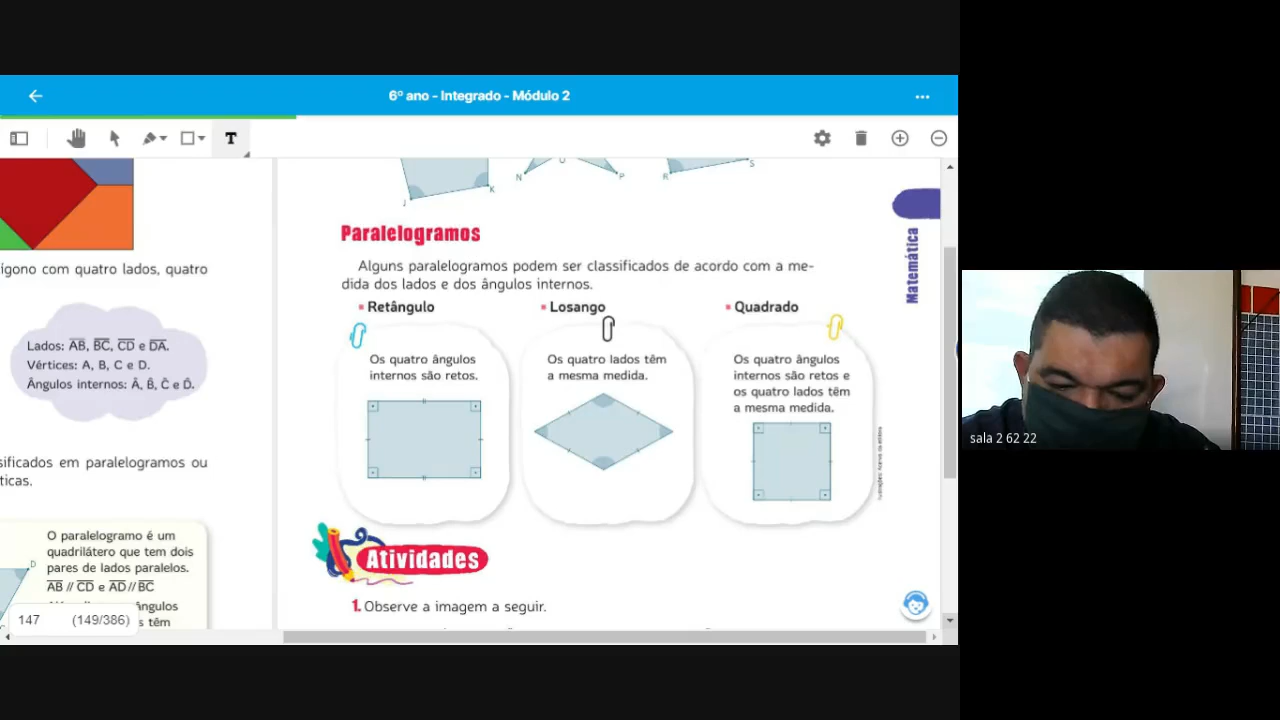 6º ano - Integrado - Módulo 2
T
J
K
N
U
P
R
S
ígono com quatro lados, quatro
Lados: AB, BC, CD e DA.
Vértices: A, B, C e D.
Ângulos internos: Â, B̂, Ĉ e D̂.
sificados em paralelogramos ou
ticas.
O paralelogramo é um
quadrilátero que tem dois
pares de lados paralelos.
AB // CD e AD // BC
ngulos
s têm
D
147 (149/386)
Paralelogramos
Alguns paralelogramos podem ser classificados de acordo com a me-
dida dos lados e dos ângulos internos.
Retângulo
Os quatro ângulos
internos são retos.
Losango
Os quatro lados têm
a mesma medida.
Quadrado
Os quatro ângulos
internos são retos e
os quatro lados têm
a mesma medida.
Matemática
Atividades
1. Observe a imagem a seguir.
sala 2 62 22